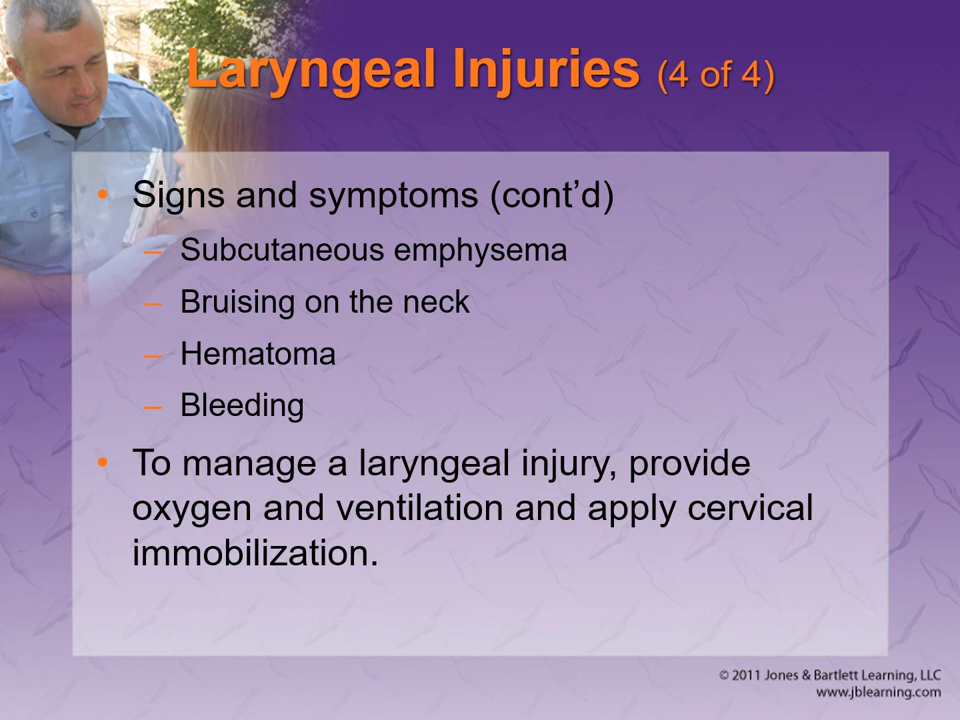 Laryngeal Injuries (4 of 4)
• Signs and symptoms (cont’d)
– Subcutaneous emphysema
– Bruising on the neck
– Hematoma
– Bleeding
• To manage a laryngeal injury, provide
oxygen and ventilation and apply cervical
immobilization.
© 2011 Jones & Bartlett Learning, LLC
www.jblearning.com